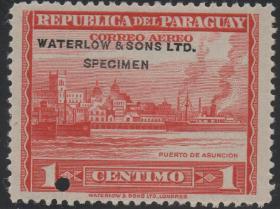 REPUBLICA DEL PARAGUAY
CORREO AEREO
WATERLOW & SONS LTD.
SPECIMEN
PUERTO DE ASUNCION
1 CENTIMO 1
WATERLOW & SONS LTD, LONDRES